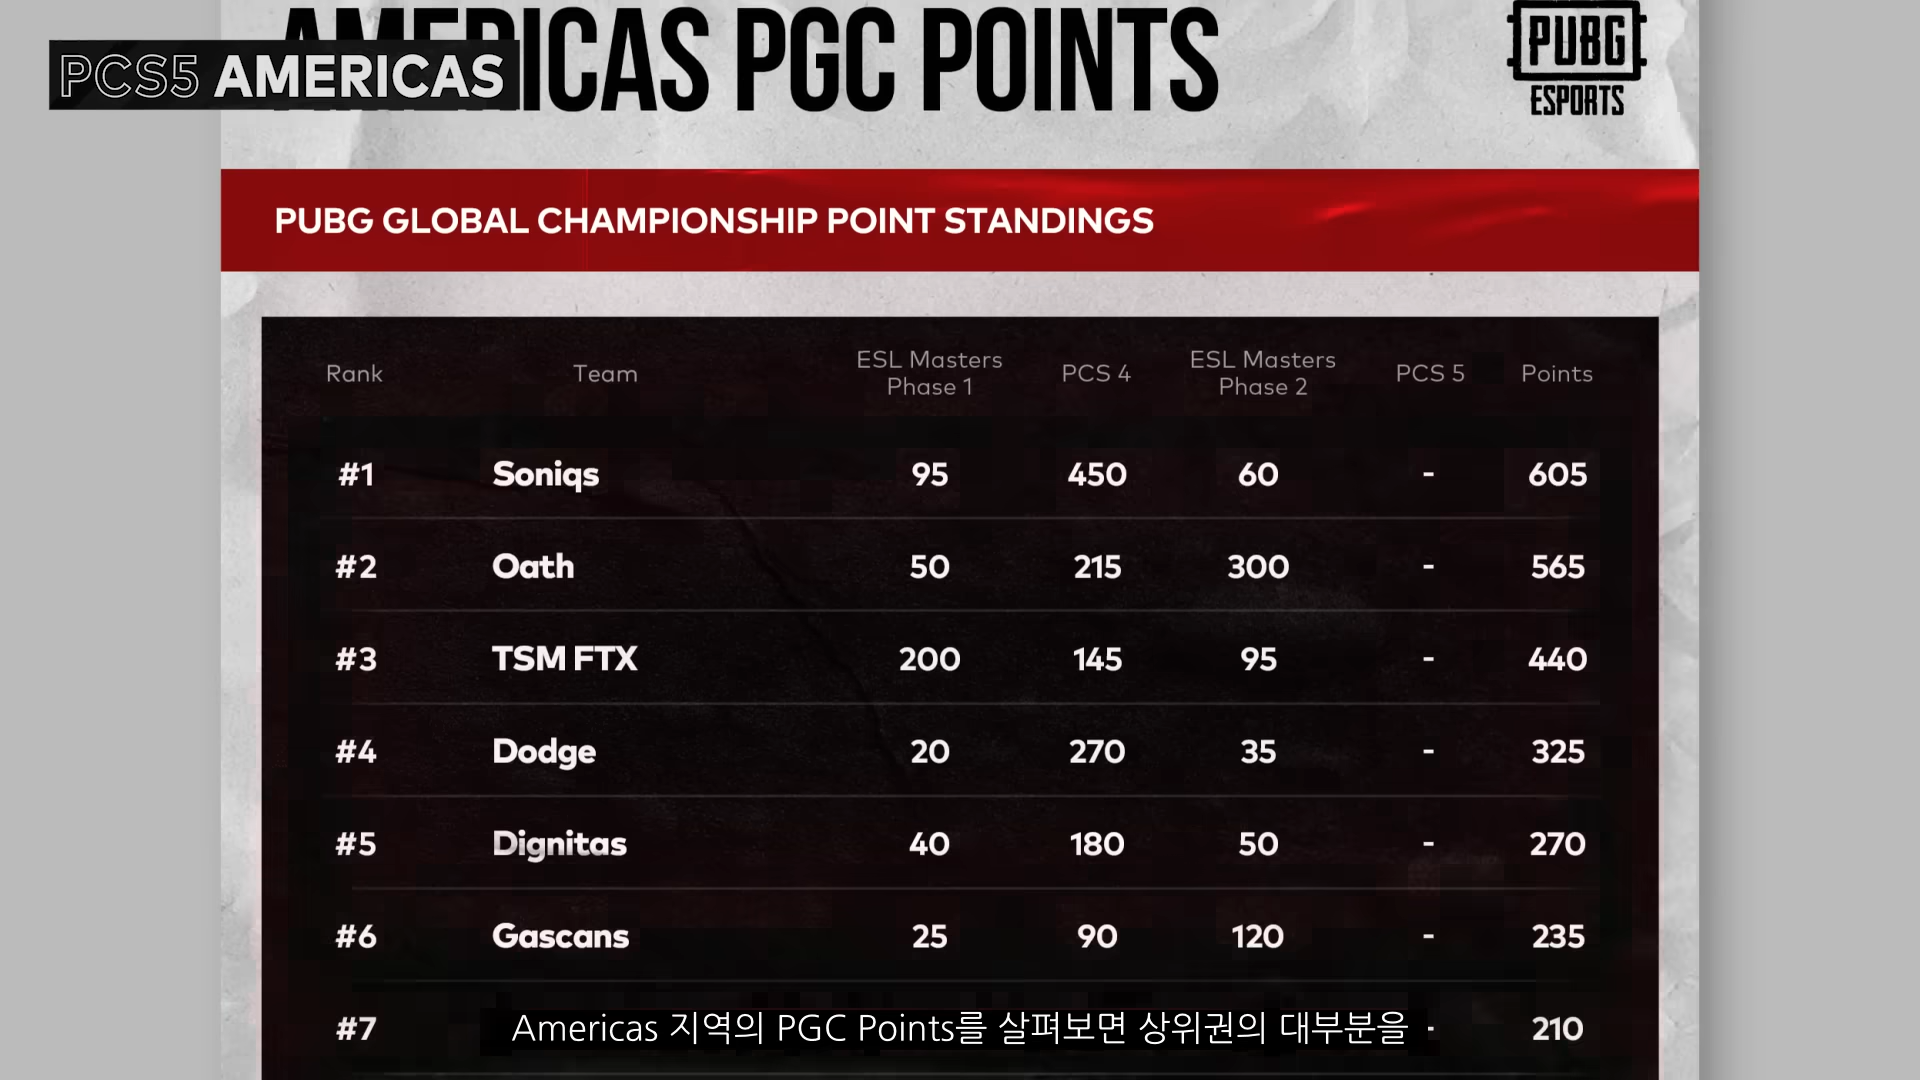 AMERICAS PGC POINTS
PCS5 AMERICAS
PUBG
ESPORTS
PUBG GLOBAL CHAMPIONSHIP POINT STANDINGS
Rank Team ESL Masters Phase 1 PCS 4 ESL Masters Phase 2 PCS 5 Points
#1 Soniqs 95 450 60 - 605
#2 Oath 50 215 300 - 565
#3 TSM FTX 200 145 95 - 440
#4 Dodge 20 270 35 - 325
#5 Dignitas 40 180 50 - 270
#6 Gascans 25 90 120 - 235
#7 - 210
Americas 지역의 PGC Points를 살펴보면 상위권의 대부분을